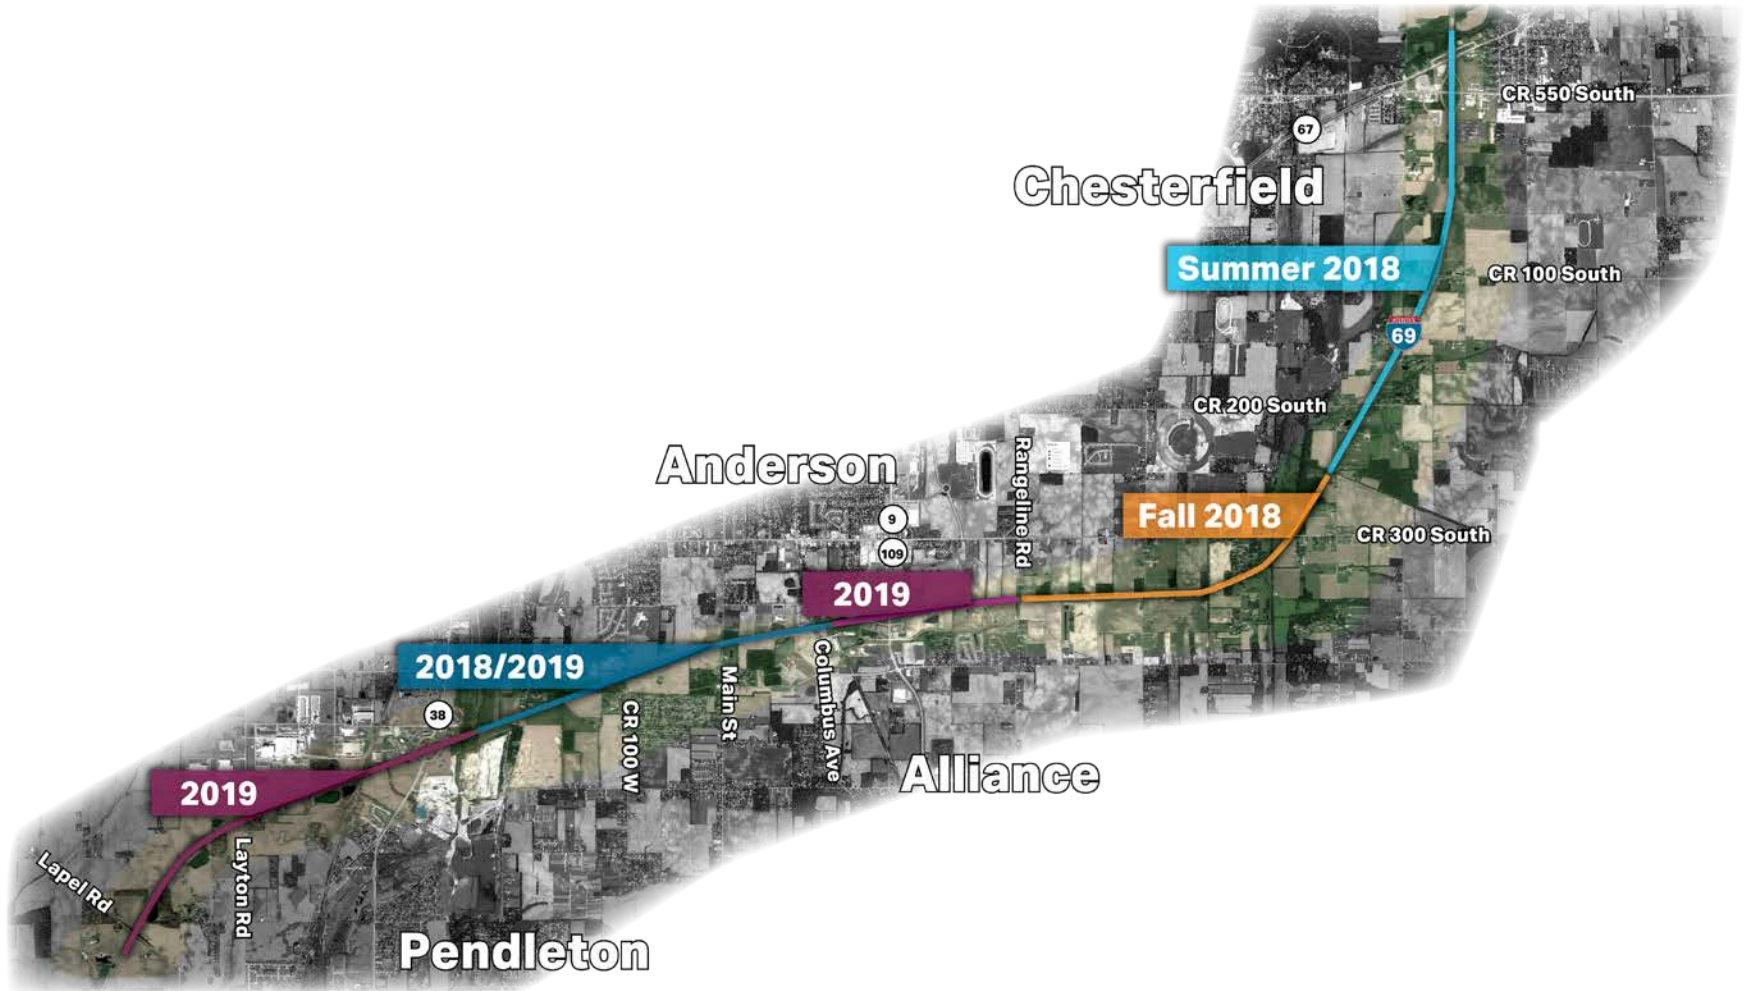 CR 550 South
67
Chesterfield
Summer 2018
CR 100 South
69
CR 200 South
Anderson
Rangeline Rd
9
Fall 2018
CR 300 South
109
2019
2018/2019
Columbus Ave
Main St
38
CR 100 W
Alliance
2019
Layton Rd
Lapel Rd
Pendleton